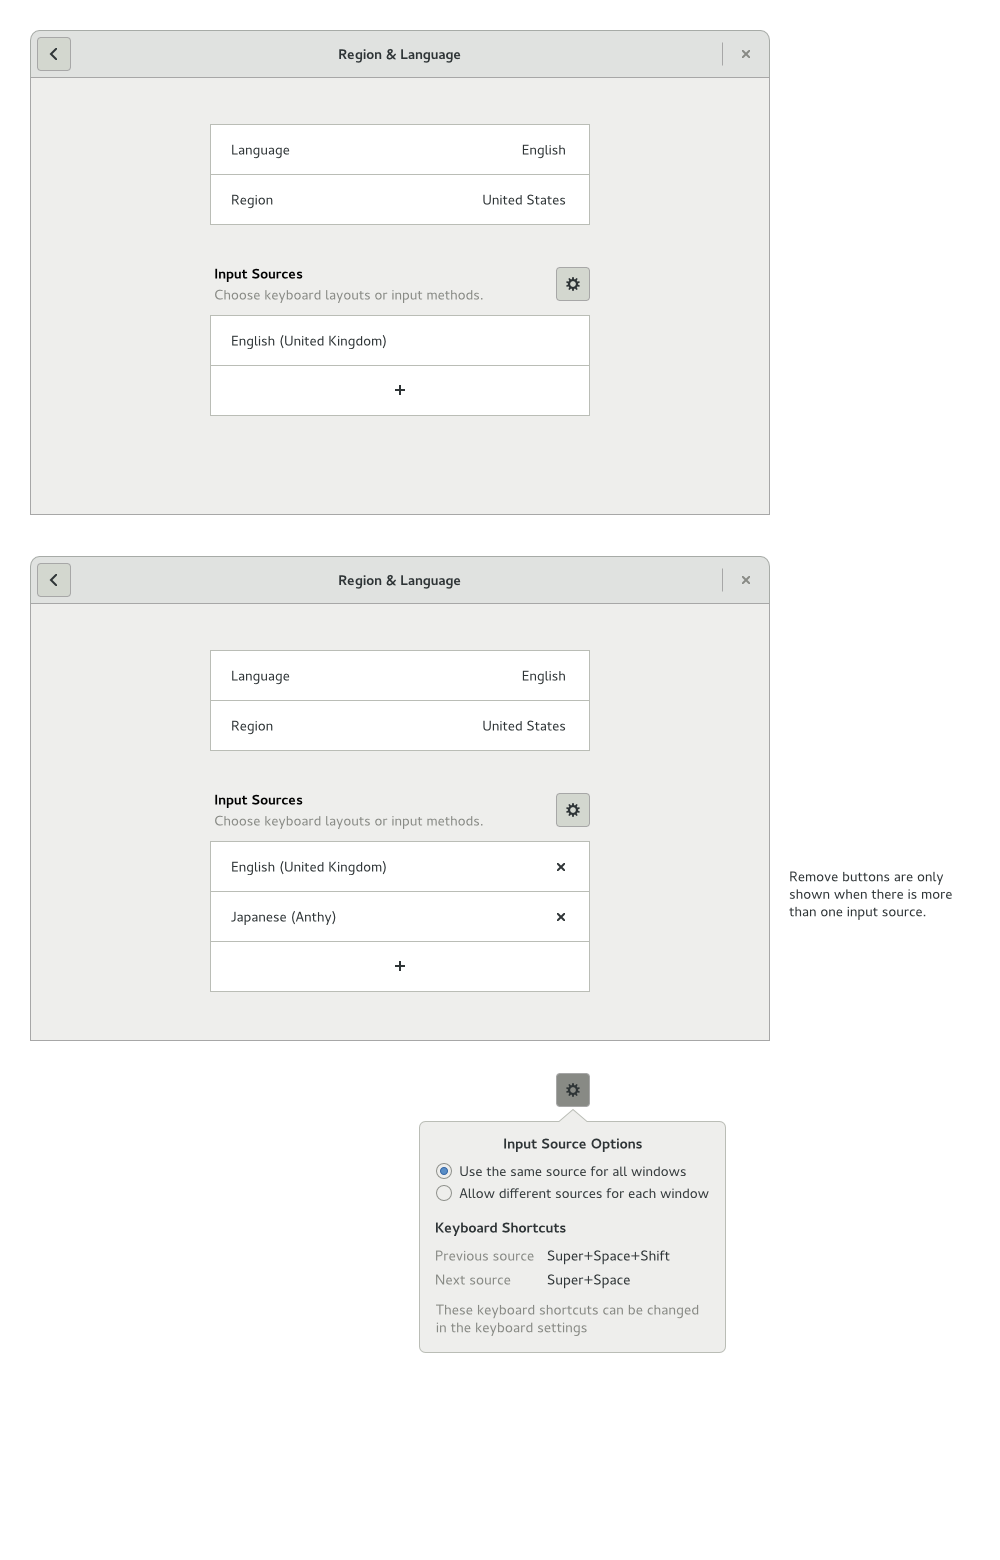 Region & Language
Language English
Region United States
Input Sources
Choose keyboard layouts or input methods.
English (United Kingdom)
Region & Language
Language English
Region United States
Input Sources
Choose keyboard layouts or input methods.
English (United Kingdom)
Japanese (Anthy)
Remove buttons are only
shown when there is more
than one input source.
Input Source Options
Use the same source for all windows
Allow different sources for each window
Keyboard Shortcuts
Previous source Super+Space+Shift
Next source Super+Space
These keyboard shortcuts can be changed
in the keyboard settings